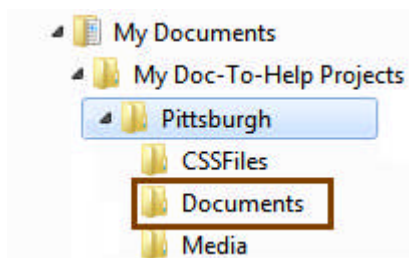 My Documents
My Doc-To-Help Projects
Pittsburgh
CSSFiles
Documents
Media